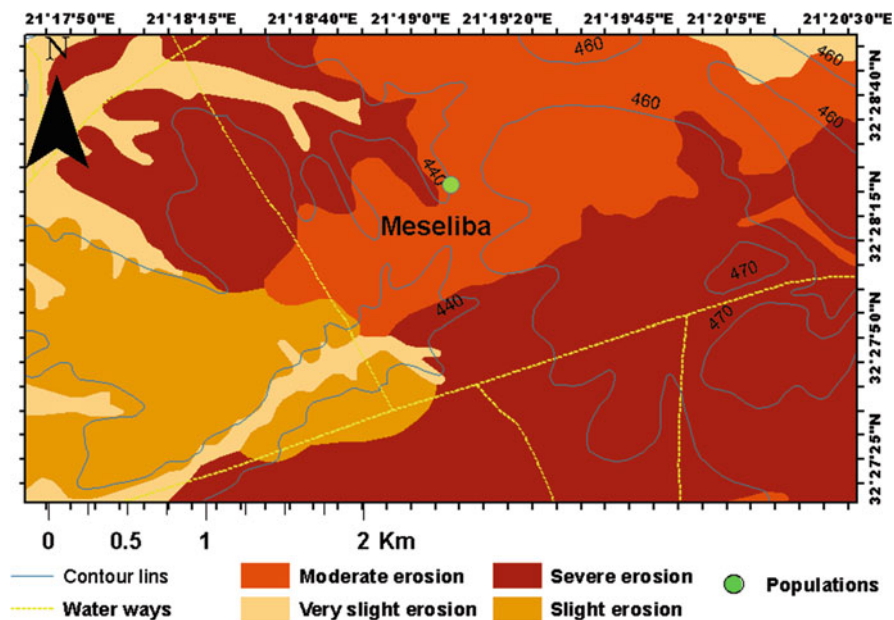 21°17'50"E 21°18'15"E 21°18'40"E 21°19'0"E 21°19'20"E 21°19'45"E 21°20'5"E 21°20'30"E
N
460
460
460
460
440
Meseliba
470
440
470
32°28'40"N
32°28'15"N
32°27'50"N
32°27'25"N
0 0.5 1 2 Km
Contour lins Moderate erosion Severe erosion Populations
Water ways Very slight erosion Slight erosion